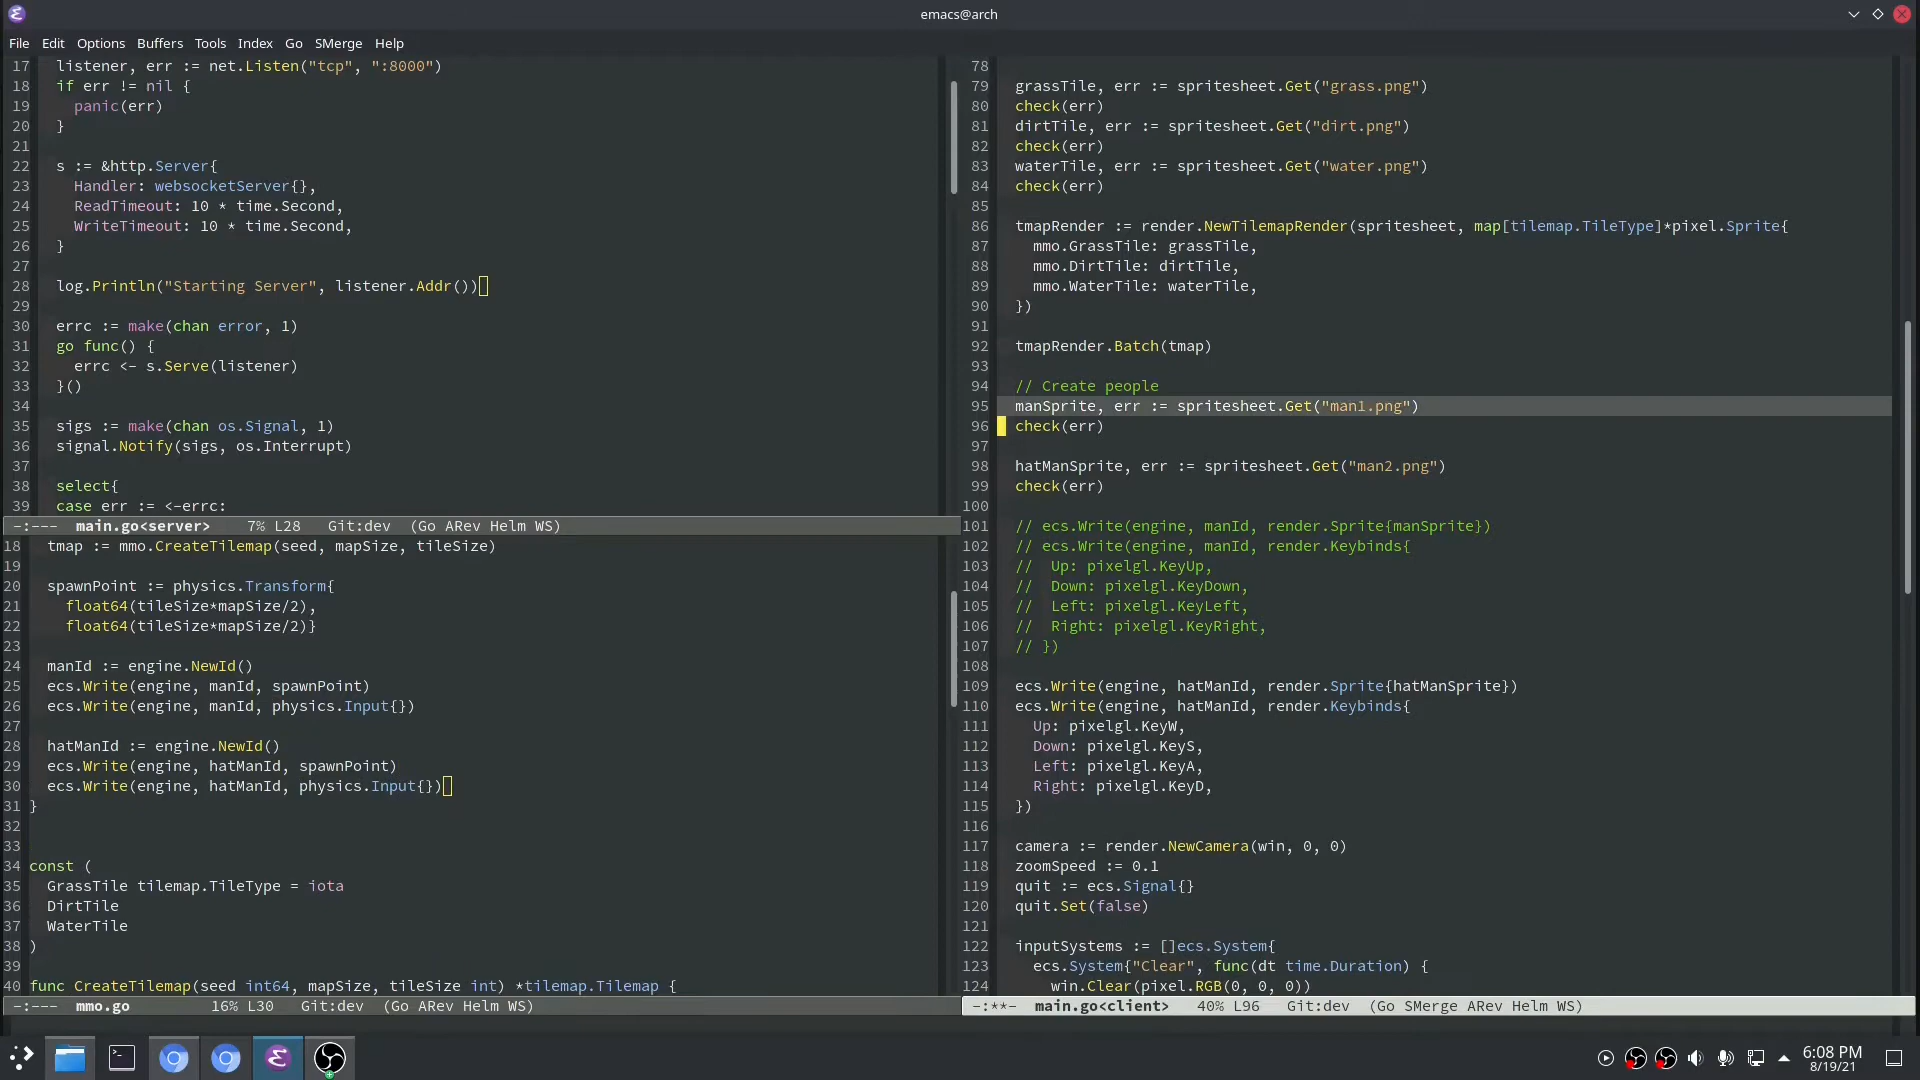 emacs@arch
File Edit Options Buffers Tools Index Go SMerge Help
17 listener, err := net.Listen("tcp", ":8000")
18 if err != nil {
19 panic(err)
20 }
21
22 s := &http.Server{
23 Handler: websocketServer{},
24 ReadTimeout: 10 * time.Second,
25 WriteTimeout: 10 * time.Second,
26 }
27
28 log.Println("Starting Server", listener.Addr())
29
30 errc := make(chan error, 1)
31 go func() {
32 errc <- s.Serve(listener)
33 }()
34
35 sigs := make(chan os.Signal, 1)
36 signal.Notify(sigs, os.Interrupt)
37
38 select{
39 case err := <-errc:
-:--- main.go<server> 7% L28 Git:dev (Go ARev Helm WS)
18 tmap := mmo.CreateTilemap(seed, mapSize, tileSize)
19
20 spawnPoint := physics.Transform{
21 float64(tileSize*mapSize/2),
22 float64(tileSize*mapSize/2)}
23
24 manId := engine.NewId()
25 ecs.Write(engine, manId, spawnPoint)
26 ecs.Write(engine, manId, physics.Input{})
27
28 hatManId := engine.NewId()
29 ecs.Write(engine, hatManId, spawnPoint)
30 ecs.Write(engine, hatManId, physics.Input{})
31 }
32
33
34 const (
35 GrassTile tilemap.TileType = iota
36 DirtTile
37 WaterTile
38 )
39
40 func CreateTilemap(seed int64, mapSize, tileSize int) *tilemap.Tilemap {
-:--- mmo.go 16% L30 Git:dev (Go ARev Helm WS)
78
79 grassTile, err := spritesheet.Get("grass.png")
80 check(err)
81 dirtTile, err := spritesheet.Get("dirt.png")
82 check(err)
83 waterTile, err := spritesheet.Get("water.png")
84 check(err)
85
86 tmapRender := render.NewTilemapRender(spritesheet, map[tilemap.TileType]*pixel.Sprite{
87 mmo.GrassTile: grassTile,
88 mmo.DirtTile: dirtTile,
89 mmo.WaterTile: waterTile,
90 })
91
92 tmapRender.Batch(tmap)
93
94 // Create people
95 manSprite, err := spritesheet.Get("man1.png")
96 check(err)
97
98 hatManSprite, err := spritesheet.Get("man2.png")
99 check(err)
100
101 // ecs.Write(engine, manId, render.Sprite{manSprite})
102 // ecs.Write(engine, manId, render.Keybinds{
103 // Up: pixelgl.KeyUp,
104 // Down: pixelgl.KeyDown,
105 // Left: pixelgl.KeyLeft,
106 // Right: pixelgl.KeyRight,
107 // })
108
109 ecs.Write(engine, hatManId, render.Sprite{hatManSprite})
110 ecs.Write(engine, hatManId, render.Keybinds{
111 Up: pixelgl.KeyW,
112 Down: pixelgl.KeyS,
113 Left: pixelgl.KeyA,
114 Right: pixelgl.KeyD,
115 })
116
117 camera := render.NewCamera(win, 0, 0)
118 zoomSpeed := 0.1
119 quit := ecs.Signal{}
120 quit.Set(false)
121
122 inputSystems := []ecs.System{
123 ecs.System{"Clear", func(dt time.Duration) {
124 win.Clear(pixel.RGB(0, 0, 0))
-:**- main.go<client> 40% L96 Git:dev (Go SMerge ARev Helm WS)
6:08 PM
8/19/21